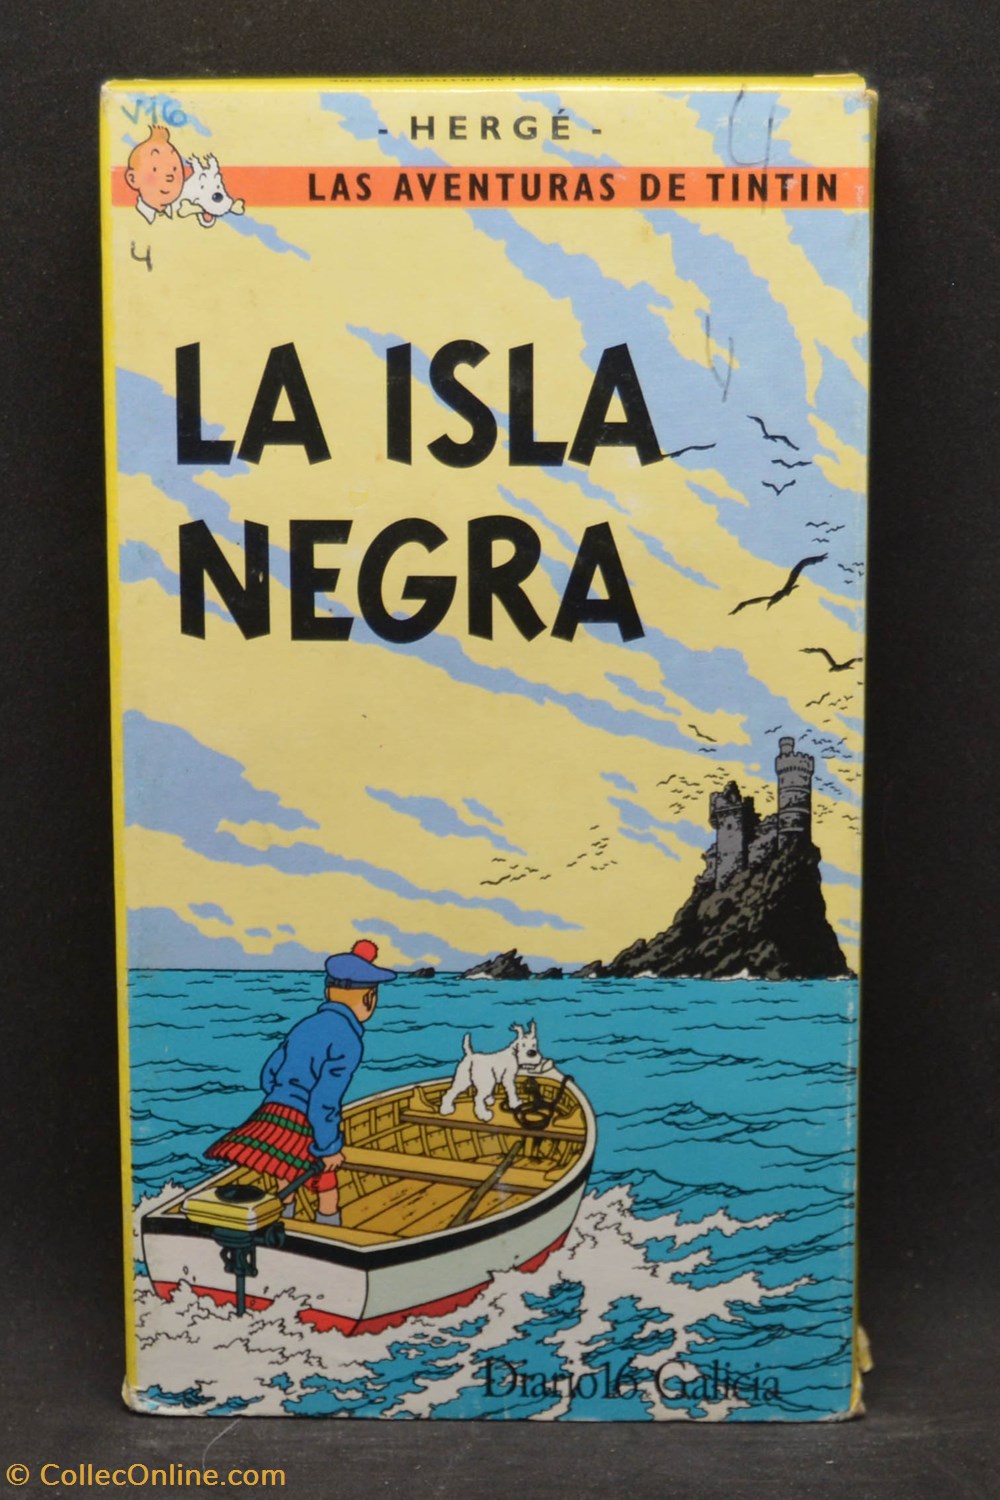 V16
- HERGÉ -
4
LAS AVENTURAS DE TINTIN
4
4
LA ISLA
NEGRA
Diario16 Galicia
© CollecOnline.com